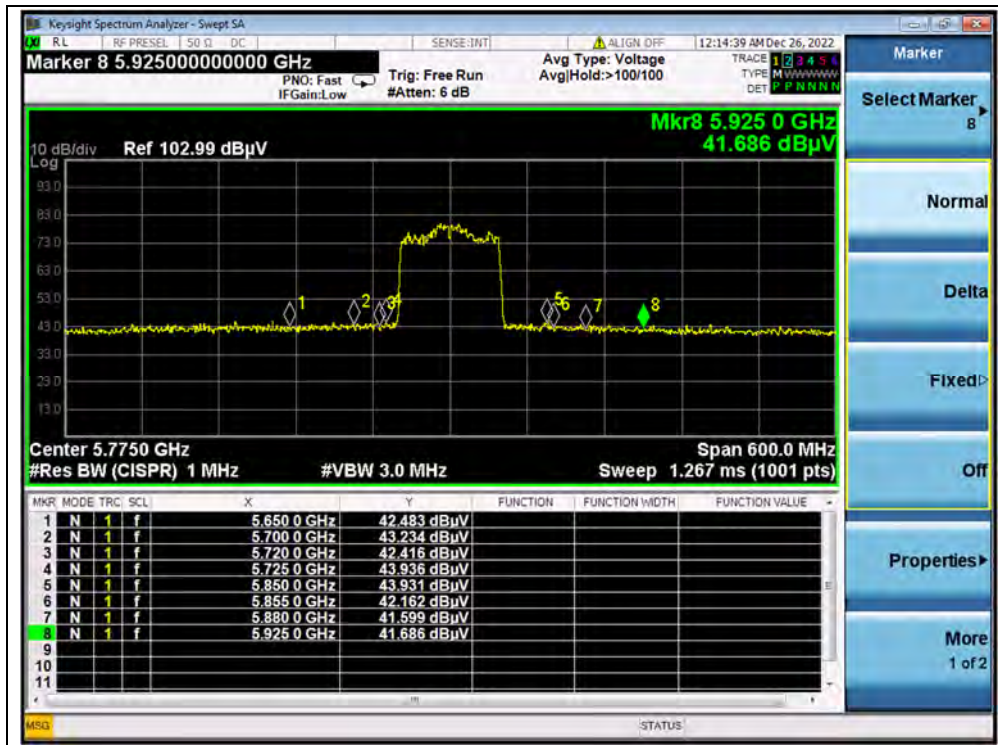 Keysight Spectrum Analyzer - Swept SA
LXI RL RF PRESEL 50 Ω DC SENSE:INT ALIGN OFF 12:14:39 AM Dec 26, 2022
Marker 8 5.925000000000 GHz
PNO: Fast
IFGain:Low
Trig: Free Run
#Atten: 6 dB
Avg Type: Voltage
Avg|Hold:>100/100
TRACE 1 2 3 4 5 6
TYPE M WWWWW
DET P P N N N N
Mkr8 5.925 0 GHz
41.686 dBµV
10 dB/div Ref 102.99 dBµV
Log
93.0
83.0
73.0
63.0
53.0
43.0
33.0
23.0
13.0
1 2 3 4 5 6 7 8
Center 5.7750 GHz Span 600.0 MHz
#Res BW (CISPR) 1 MHz #VBW 3.0 MHz Sweep 1.267 ms (1001 pts)
MKR MODE TRC SCL X Y FUNCTION FUNCTION WIDTH FUNCTION VALUE
1 N 1 f 5.650 0 GHz 42.483 dBµV
2 N 1 f 5.700 0 GHz 43.234 dBµV
3 N 1 f 5.720 0 GHz 42.416 dBµV
4 N 1 f 5.725 0 GHz 43.936 dBµV
5 N 1 f 5.850 0 GHz 43.931 dBµV
6 N 1 f 5.855 0 GHz 42.162 dBµV
7 N 1 f 5.880 0 GHz 41.599 dBµV
8 N 1 f 5.925 0 GHz 41.686 dBµV
9
10
11
MSG STATUS
Marker
Select Marker
8
Normal
Delta
Fixed
Off
Properties
More
1 of 2